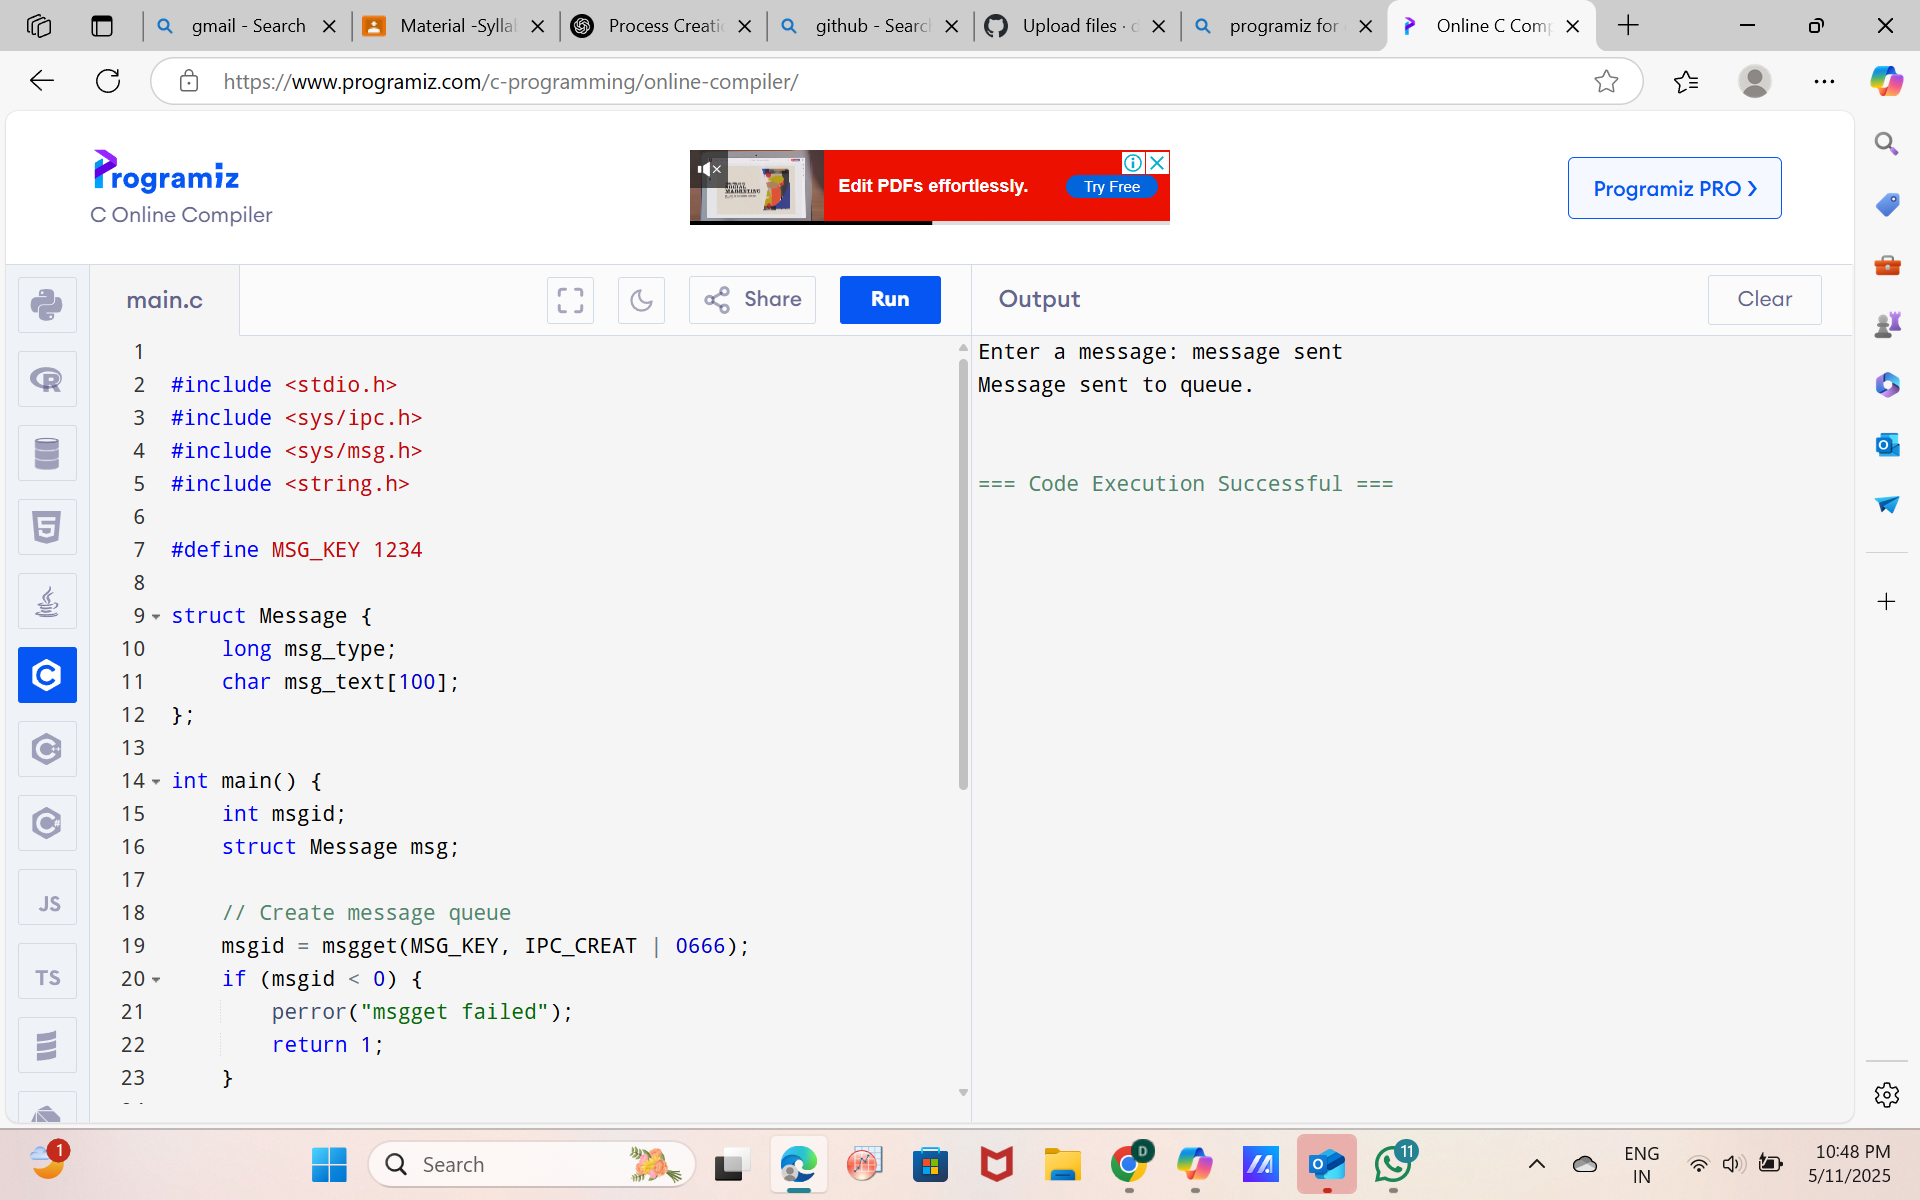 gmail - Search
Material -Sylla
Process Creatio
github - Search
Upload files · d
programiz for
Online C Comp
https://www.programiz.com/c-programming/online-compiler/
Programiz
C Online Compiler
Edit PDFs effortlessly.
Try Free
Programiz PRO ❯
main.c
Share
Run
Output
Clear
1
2 #include <stdio.h>
3 #include <sys/ipc.h>
4 #include <sys/msg.h>
5 #include <string.h>
6
7 #define MSG_KEY 1234
8
9 struct Message {
10 long msg_type;
11 char msg_text[100];
12 };
13
14 int main() {
15 int msgid;
16 struct Message msg;
17
18 // Create message queue
19 msgid = msgget(MSG_KEY, IPC_CREAT | 0666);
20 if (msgid < 0) {
21 perror("msgget failed");
22 return 1;
23 }
Enter a message: message sent
Message sent to queue.
=== Code Execution Successful ===
JS
TS
1
Search
D
11
ENG
IN
10:48 PM
5/11/2025